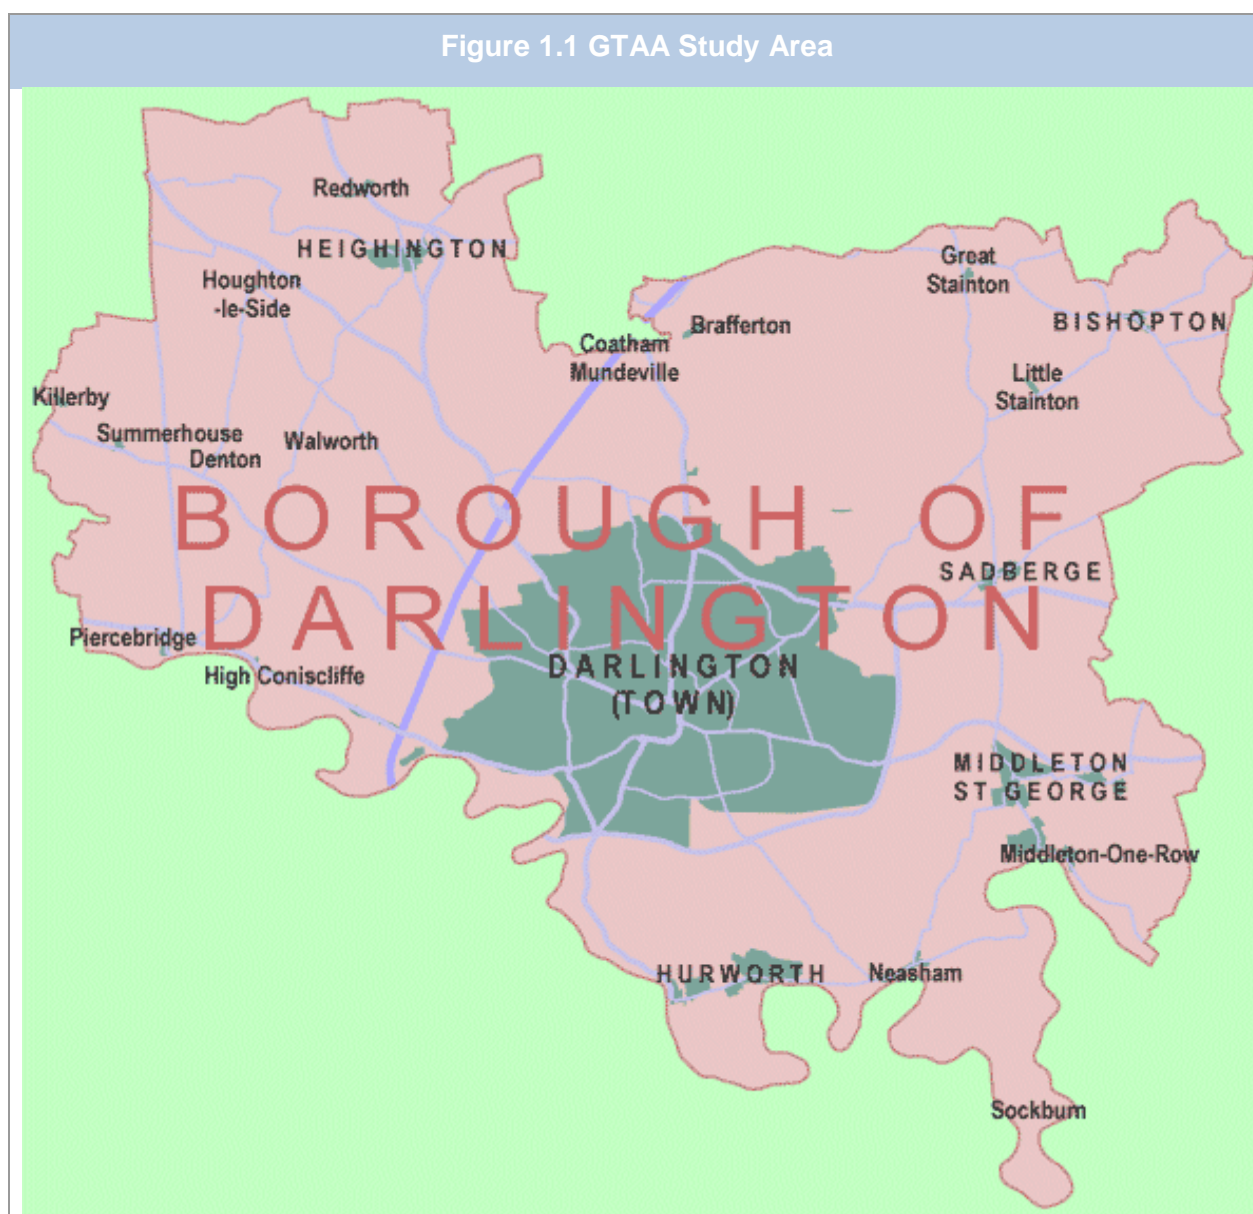 Figure 1.1 GTAA Study Area
Redworth
HEIGHINGTON
Great
Stainton
Houghton
-le-Side
Brafferton
BISHOPTON
Coatham
Mundeville
Little
Stainton
Killerby
Summerhouse
Walworth
Denton
BOROUGH OF
SADBERGE
DARLINGTON
Piercebridge
High Coniscliffe
DARLINGTON
(TOWN)
MIDDLETON
ST GEORGE
Middleton-One-Row
HURWORTH
Neasham
Sockburn